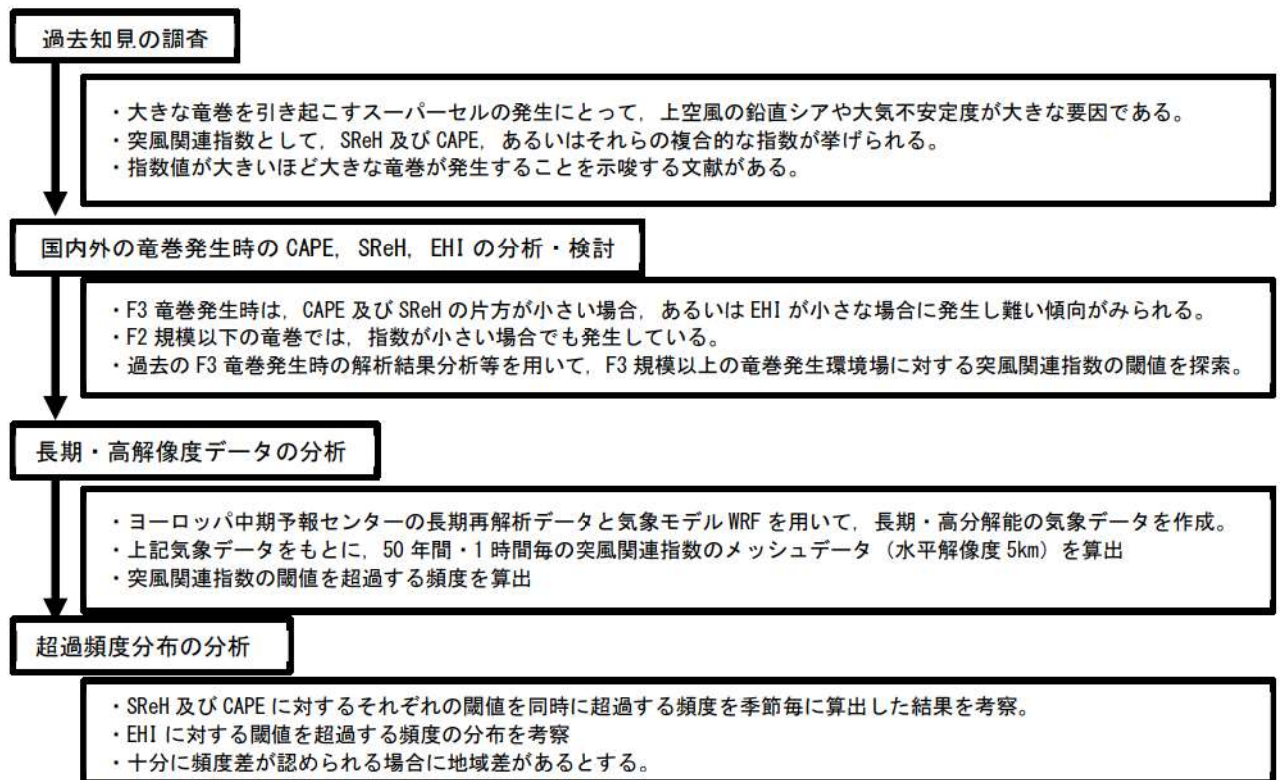 過去知見の調査
・大きな竜巻を引き起こすスーパーセルの発生にとって，上空風の鉛直シアや大気不安定度が大きな要因である。
・突風関連指数として，SReH 及び CAPE，あるいはそれらの複合的な指数が挙げられる。
・指数値が大きいほど大きな竜巻が発生することを示唆する文献がある。
国内外の竜巻発生時の CAPE，SReH，EHI の分析・検討
・F3 竜巻発生時は，CAPE 及び SReH の片方が小さい場合，あるいは EHI が小さな場合に発生し難い傾向がみられる。
・F2 規模以下の竜巻では，指数が小さい場合でも発生している。
・過去の F3 竜巻発生時の解析結果分析等を用いて，F3 規模以上の竜巻発生環境場に対する突風関連指数の閾値を探索。
長期・高解像度データの分析
・ヨーロッパ中期予報センターの長期再解析データと気象モデル WRF を用いて，長期・高分解能の気象データを作成。
・上記気象データをもとに，50 年間・1 時間毎の突風関連指数のメッシュデータ（水平解像度 5km）を算出
・突風関連指数の閾値を超過する頻度を算出
超過頻度分布の分析
・SReH 及び CAPE に対するそれぞれの閾値を同時に超過する頻度を季節毎に算出した結果を考察。
・EHI に対する閾値を超過する頻度の分布を考察
・十分に頻度差が認められる場合に地域差があるとする。